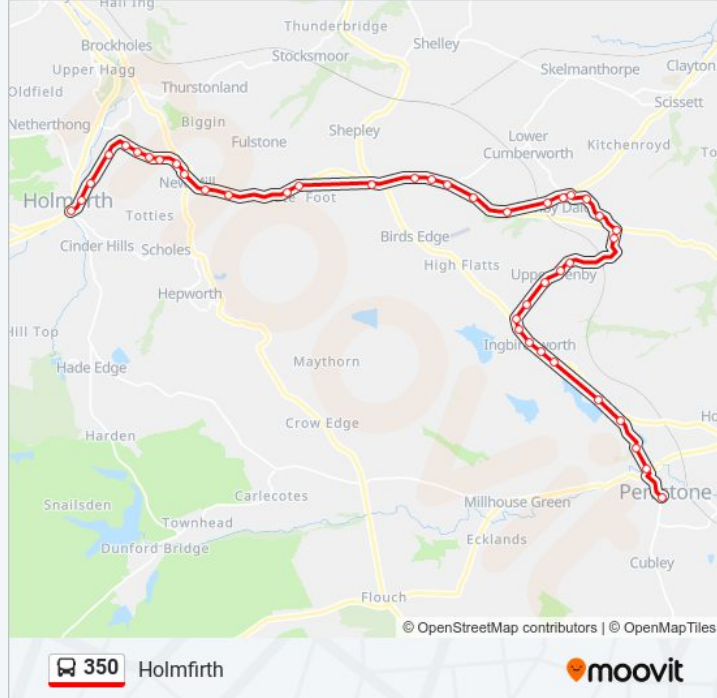 Hall Ing
Thunderbridge
Brockholes
Shelley
Stocksmoor
Clayton
Upper Hagg
Skelmanthorpe
Thurstonland
Oldfield
Scissett
Biggin
Netherthong
Shepley
Lower
Cumberworth
Fulstone
Kitchenroyd
Foot
Totties
Cinder Hills
Birds Edge
Scholes
High Flatts
Hepworth
Hill Top
Maythorn
Hade Edge
Crow Edge
Harden
Carlecotes
Snailsden
Millhouse Green
Townhead
Ecklands
Dunford Bridge
Cubley
Flouch
© OpenStreetMap contributors | © OpenMapTiles
350 Holmfirth
moovit